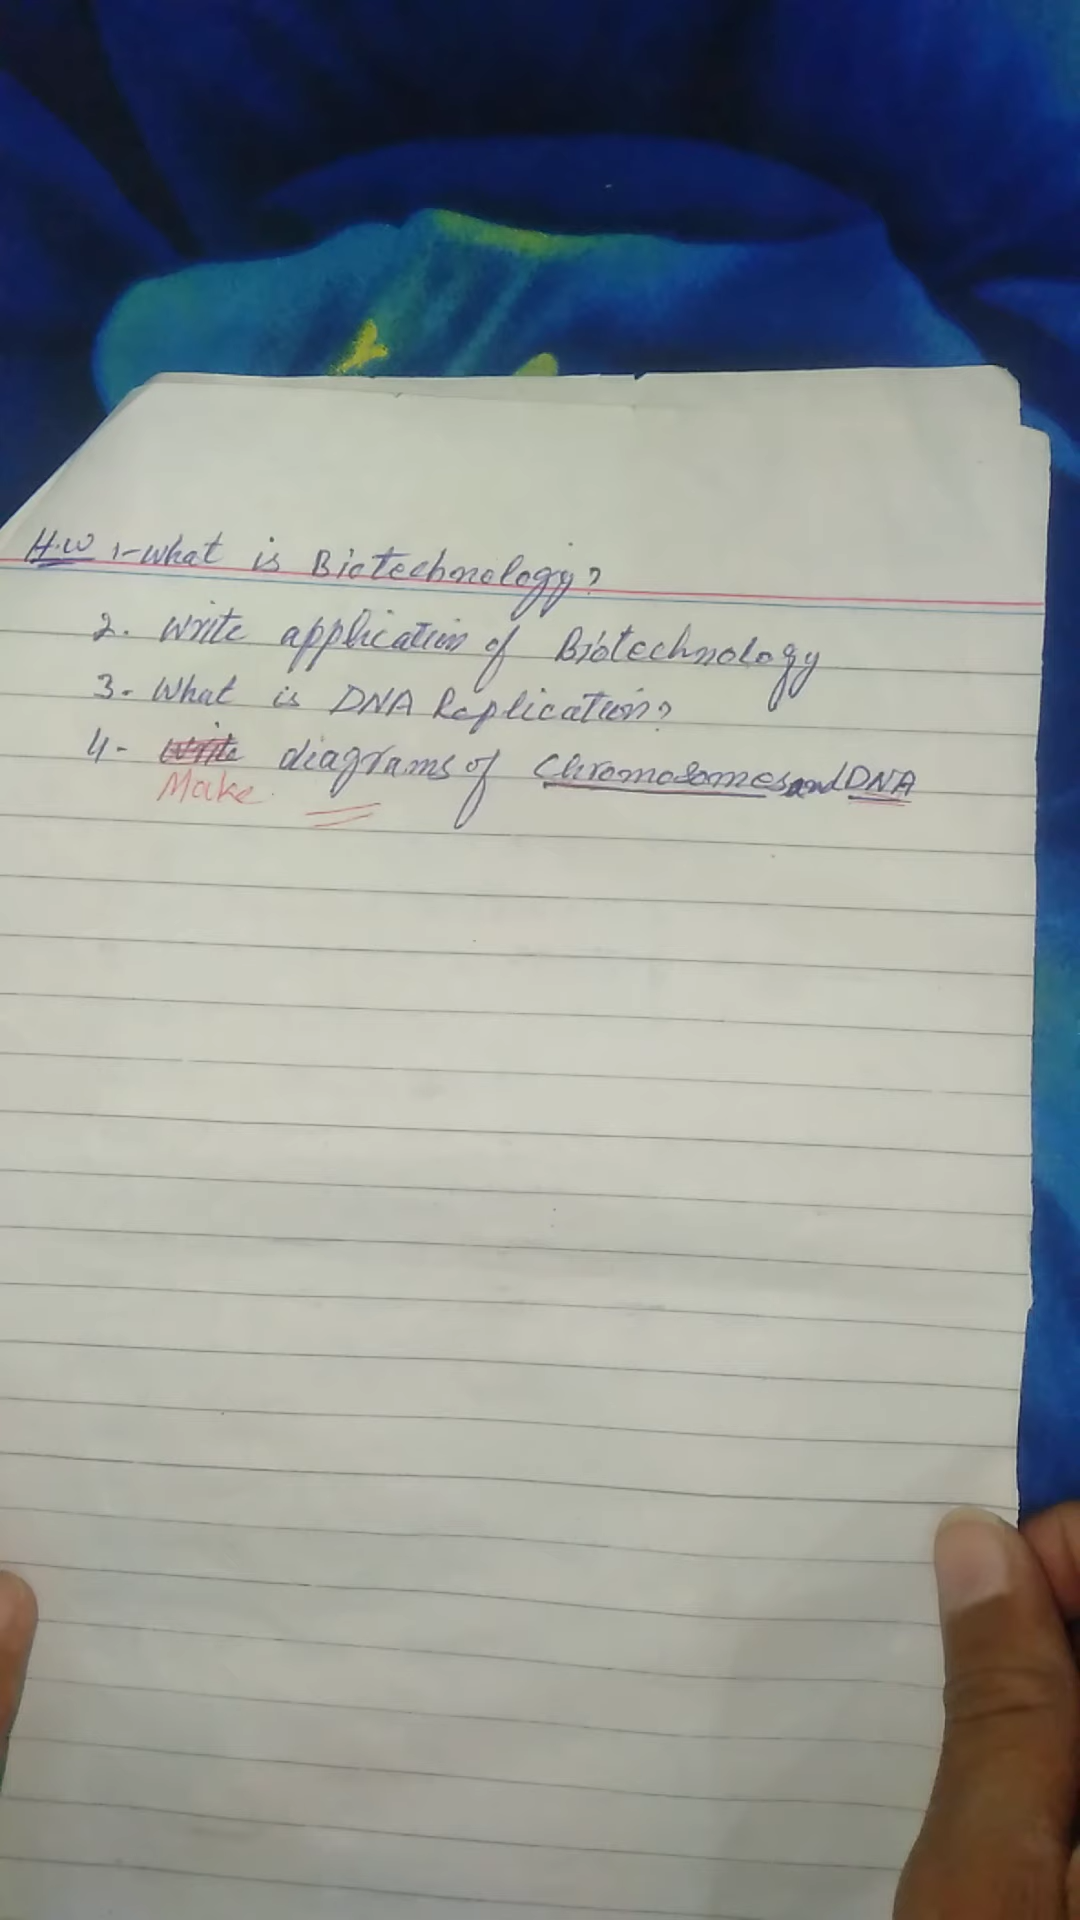 H.W 1- What is Biotechnology?
2. Write application of Biotechnology
3. What is DNA Replication?
4- Write diagrams of Chromosomes and DNA
Make